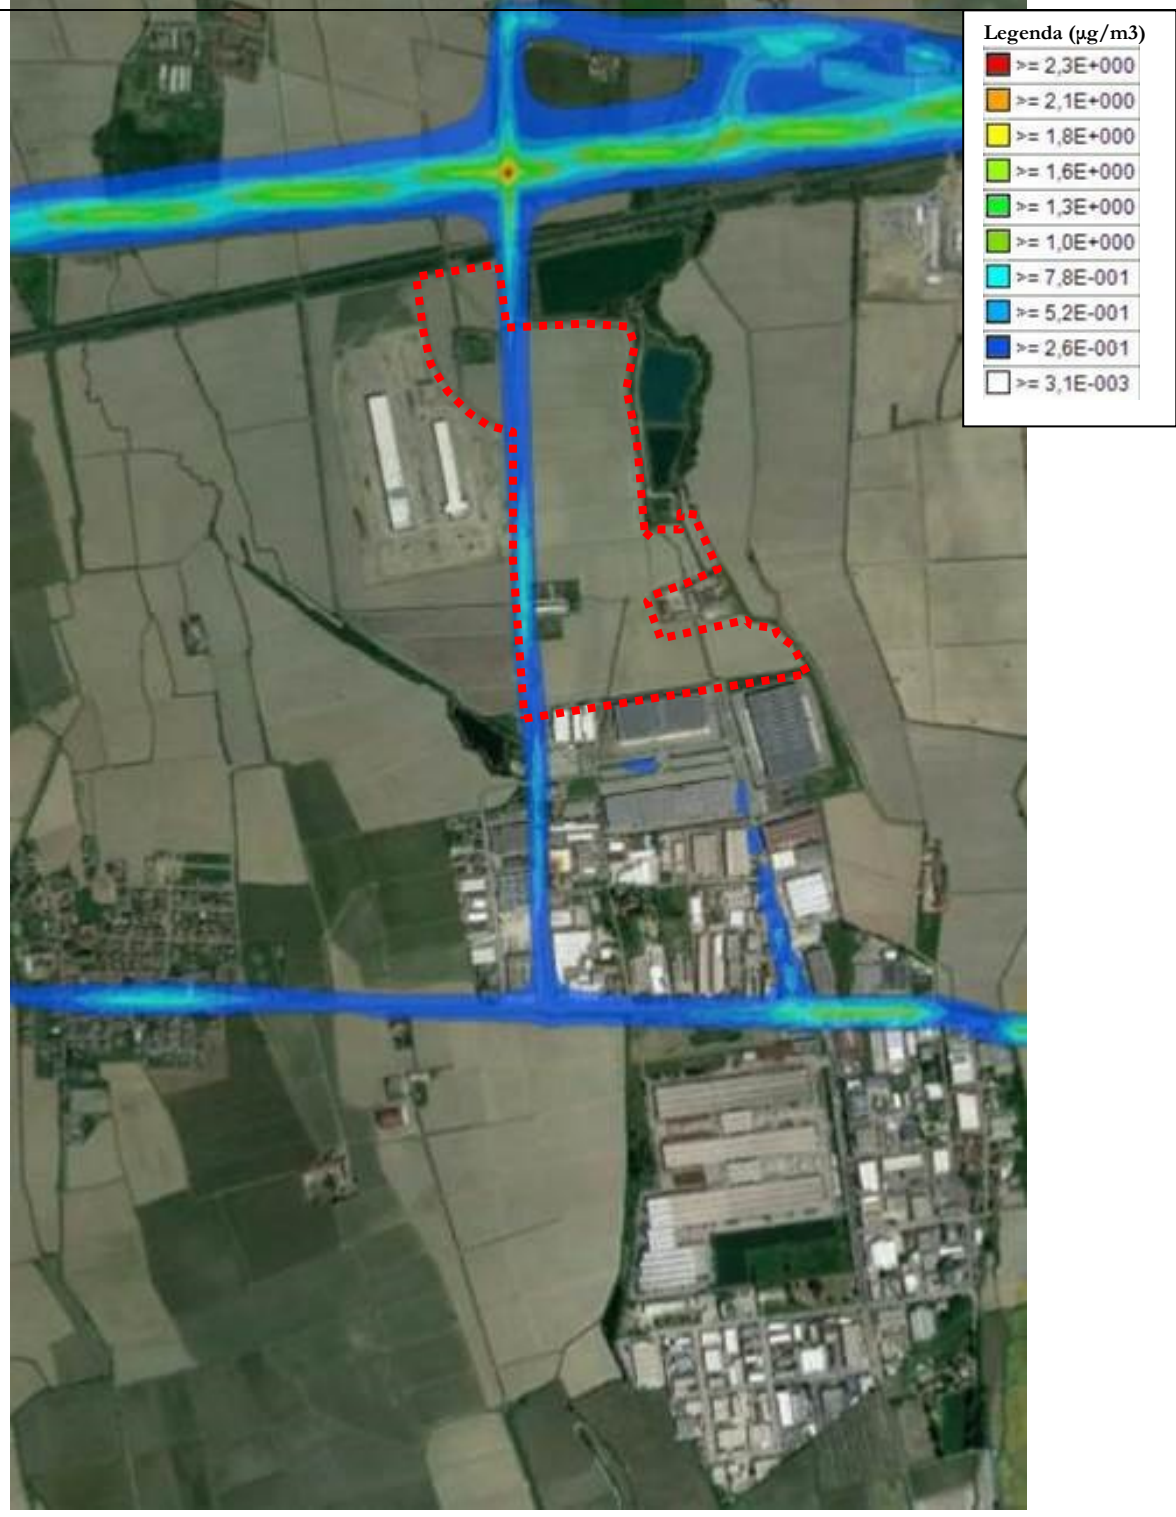 Legenda (µg/m3)
>= 2,3E+000
>= 2,1E+000
>= 1,8E+000
>= 1,6E+000
>= 1,3E+000
>= 1,0E+000
>= 7,8E-001
>= 5,2E-001
>= 2,6E-001
>= 3,1E-003